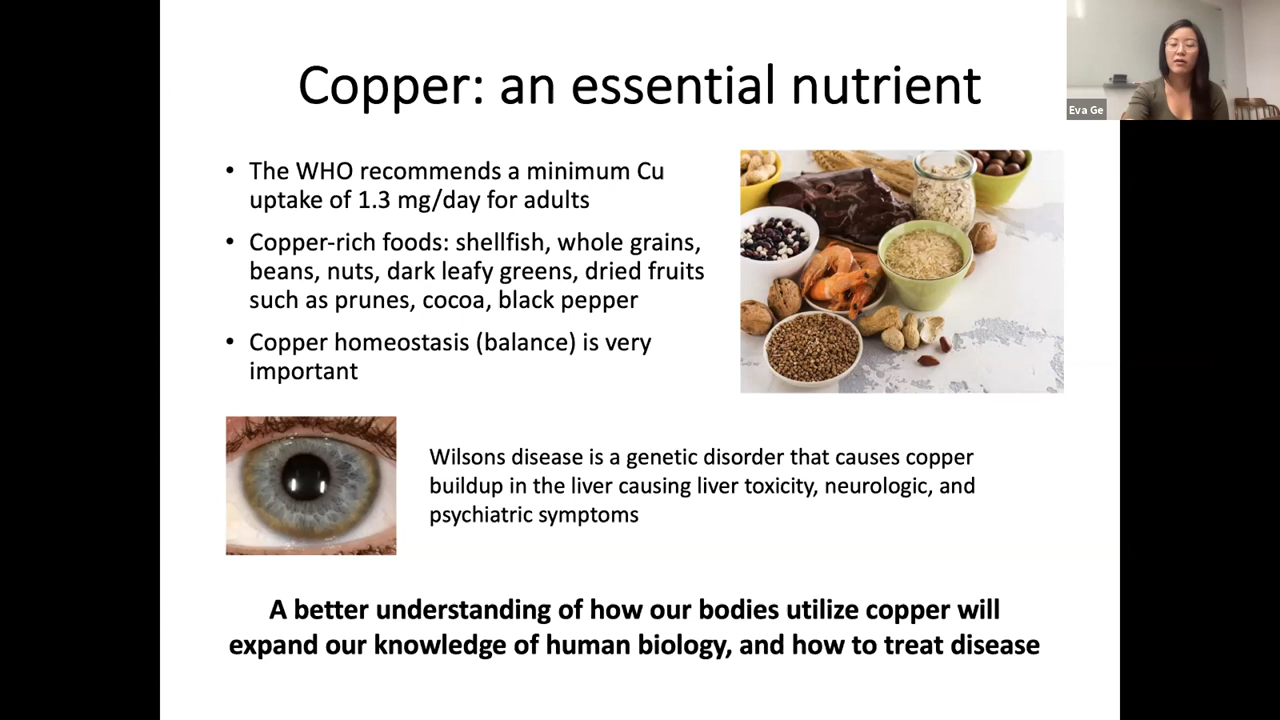 Copper: an essential nutrient
Eva Ge
• The WHO recommends a minimum Cu
uptake of 1.3 mg/day for adults
• Copper-rich foods: shellfish, whole grains,
beans, nuts, dark leafy greens, dried fruits
such as prunes, cocoa, black pepper
• Copper homeostasis (balance) is very
important
Wilsons disease is a genetic disorder that causes copper
buildup in the liver causing liver toxicity, neurologic, and
psychiatric symptoms
A better understanding of how our bodies utilize copper will
expand our knowledge of human biology, and how to treat disease